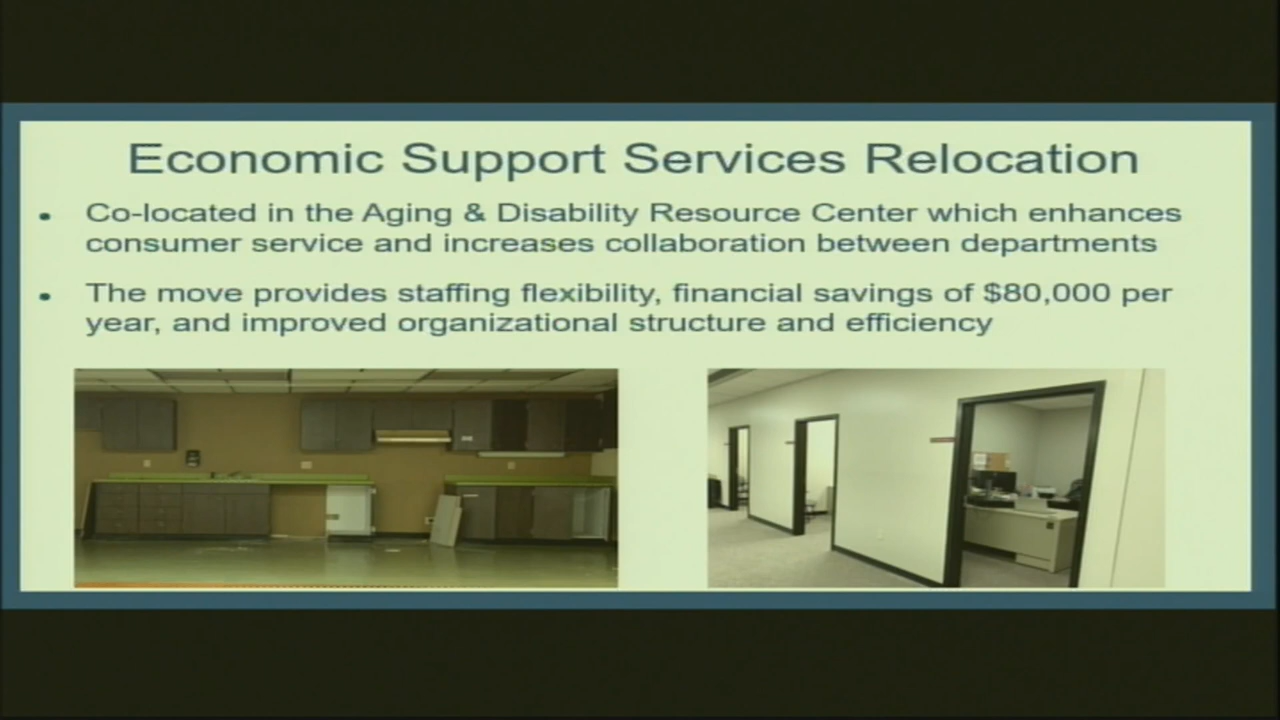 Economic Support Services Relocation
• Co-located in the Aging & Disability Resource Center which enhances
consumer service and increases collaboration between departments
• The move provides staffing flexibility, financial savings of $80,000 per
year, and improved organizational structure and efficiency